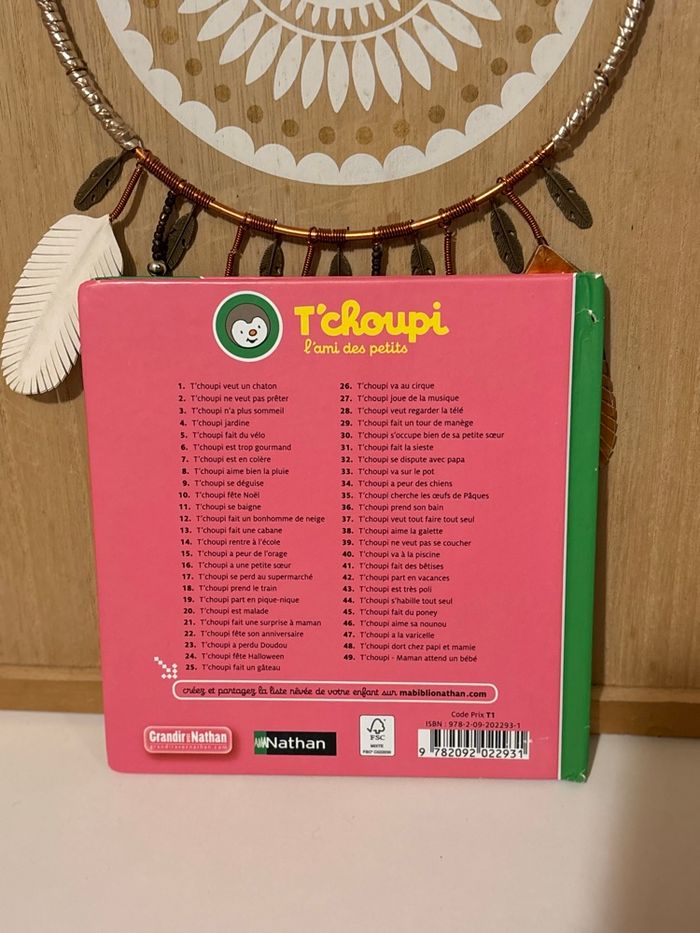 T'choupi
l'ami des petits
1. T'choupi veut un chaton
2. T'choupi ne veut pas prêter
3. T'choupi n'a plus sommeil
4. T'choupi jardine
5. T'choupi fait du vélo
6. T'choupi est trop gourmand
7. T'choupi est en colère
8. T'choupi aime bien la pluie
9. T'choupi se déguise
10. T'choupi fête Noël
11. T'choupi se baigne
12. T'choupi fait un bonhomme de neige
13. T'choupi fait une cabane
14. T'choupi rentre à l'école
15. T'choupi a peur de l'orage
16. T'choupi a une petite sœur
17. T'choupi se perd au supermarché
18. T'choupi prend le train
19. T'choupi part en pique-nique
20. T'choupi est malade
21. T'choupi fait une surprise à maman
22. T'choupi fête son anniversaire
23. T'choupi a perdu Doudou
24. T'choupi fête Halloween
25. T'choupi fait un gâteau
26. T'choupi va au cirque
27. T'choupi joue de la musique
28. T'choupi veut regarder la télé
29. T'choupi fait un tour de manège
30. T'choupi s'occupe bien de sa petite sœur
31. T'choupi fait la sieste
32. T'choupi se dispute avec papa
33. T'choupi va sur le pot
34. T'choupi a peur des chiens
35. T'choupi cherche les œufs de Pâques
36. T'choupi prend son bain
37. T'choupi veut tout faire tout seul
38. T'choupi aime la galette
39. T'choupi ne veut pas se coucher
40. T'choupi va à la piscine
41. T'choupi fait des bêtises
42. T'choupi part en vacances
43. T'choupi est très poli
44. T'choupi s'habille tout seul
45. T'choupi fait du poney
46. T'choupi aime sa nounou
47. T'choupi a la varicelle
48. T'choupi dort chez papi et mamie
49. T'choupi - Maman attend un bébé
créez et partagez la liste rêvée de votre enfant sur mabiblionathan.com
Grandir avec Nathan
grandiravecnathan.com
Nathan
FSC
MIXTE
Code Prix T1
ISBN : 978-2-09-202293-1
9 782092 022931